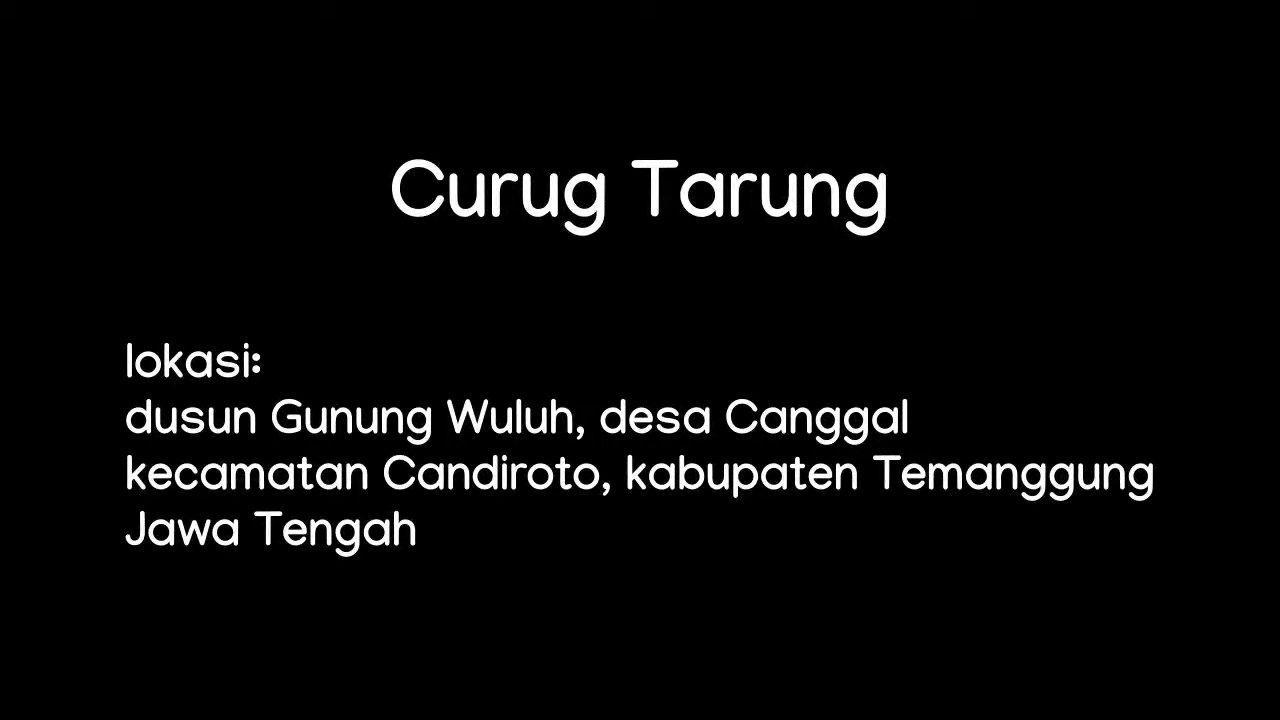 Curug Tarung
lokasi:
dusun Gunung Wuluh, desa Canggal
kecamatan Candiroto, kabupaten Temanggung
Jawa Tengah